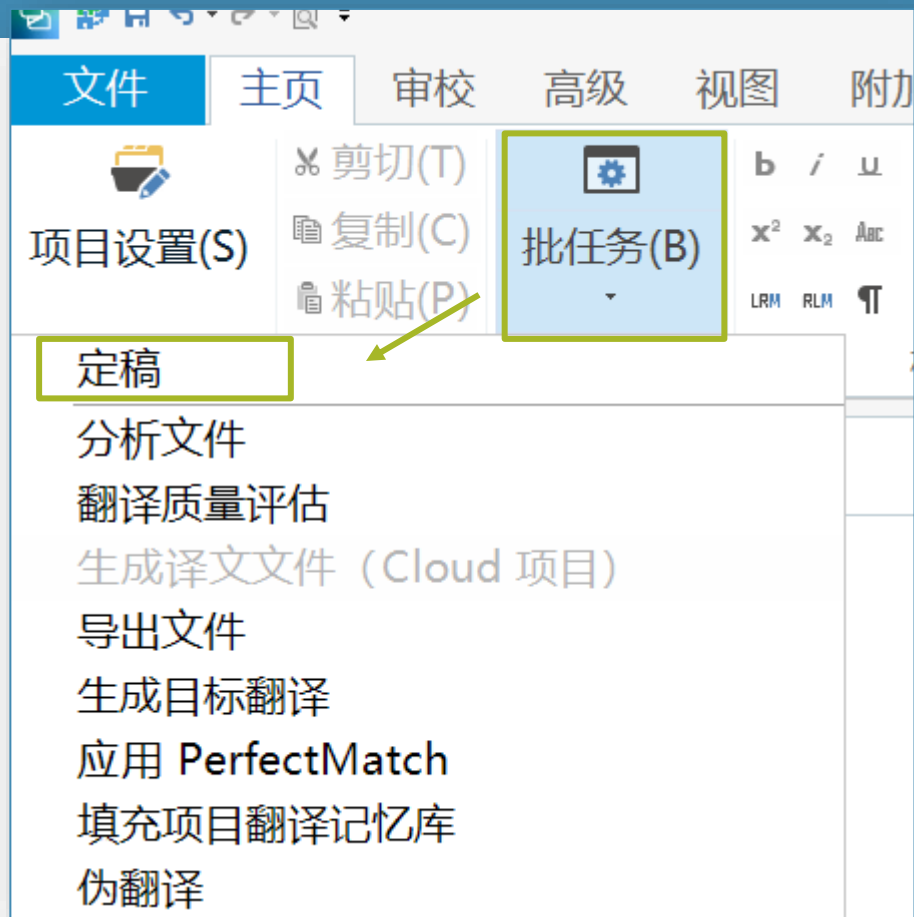 文件 主页 审校 高级 视图 附加
剪切(T) b i u
项目设置(S) 复制(C) 批任务(B) x² x₂ ABC
粘贴(P) LRM RLM ¶
定稿
分析文件
翻译质量评估
生成译文文件（Cloud 项目）
导出文件
生成目标翻译
应用 PerfectMatch
填充项目翻译记忆库
伪翻译